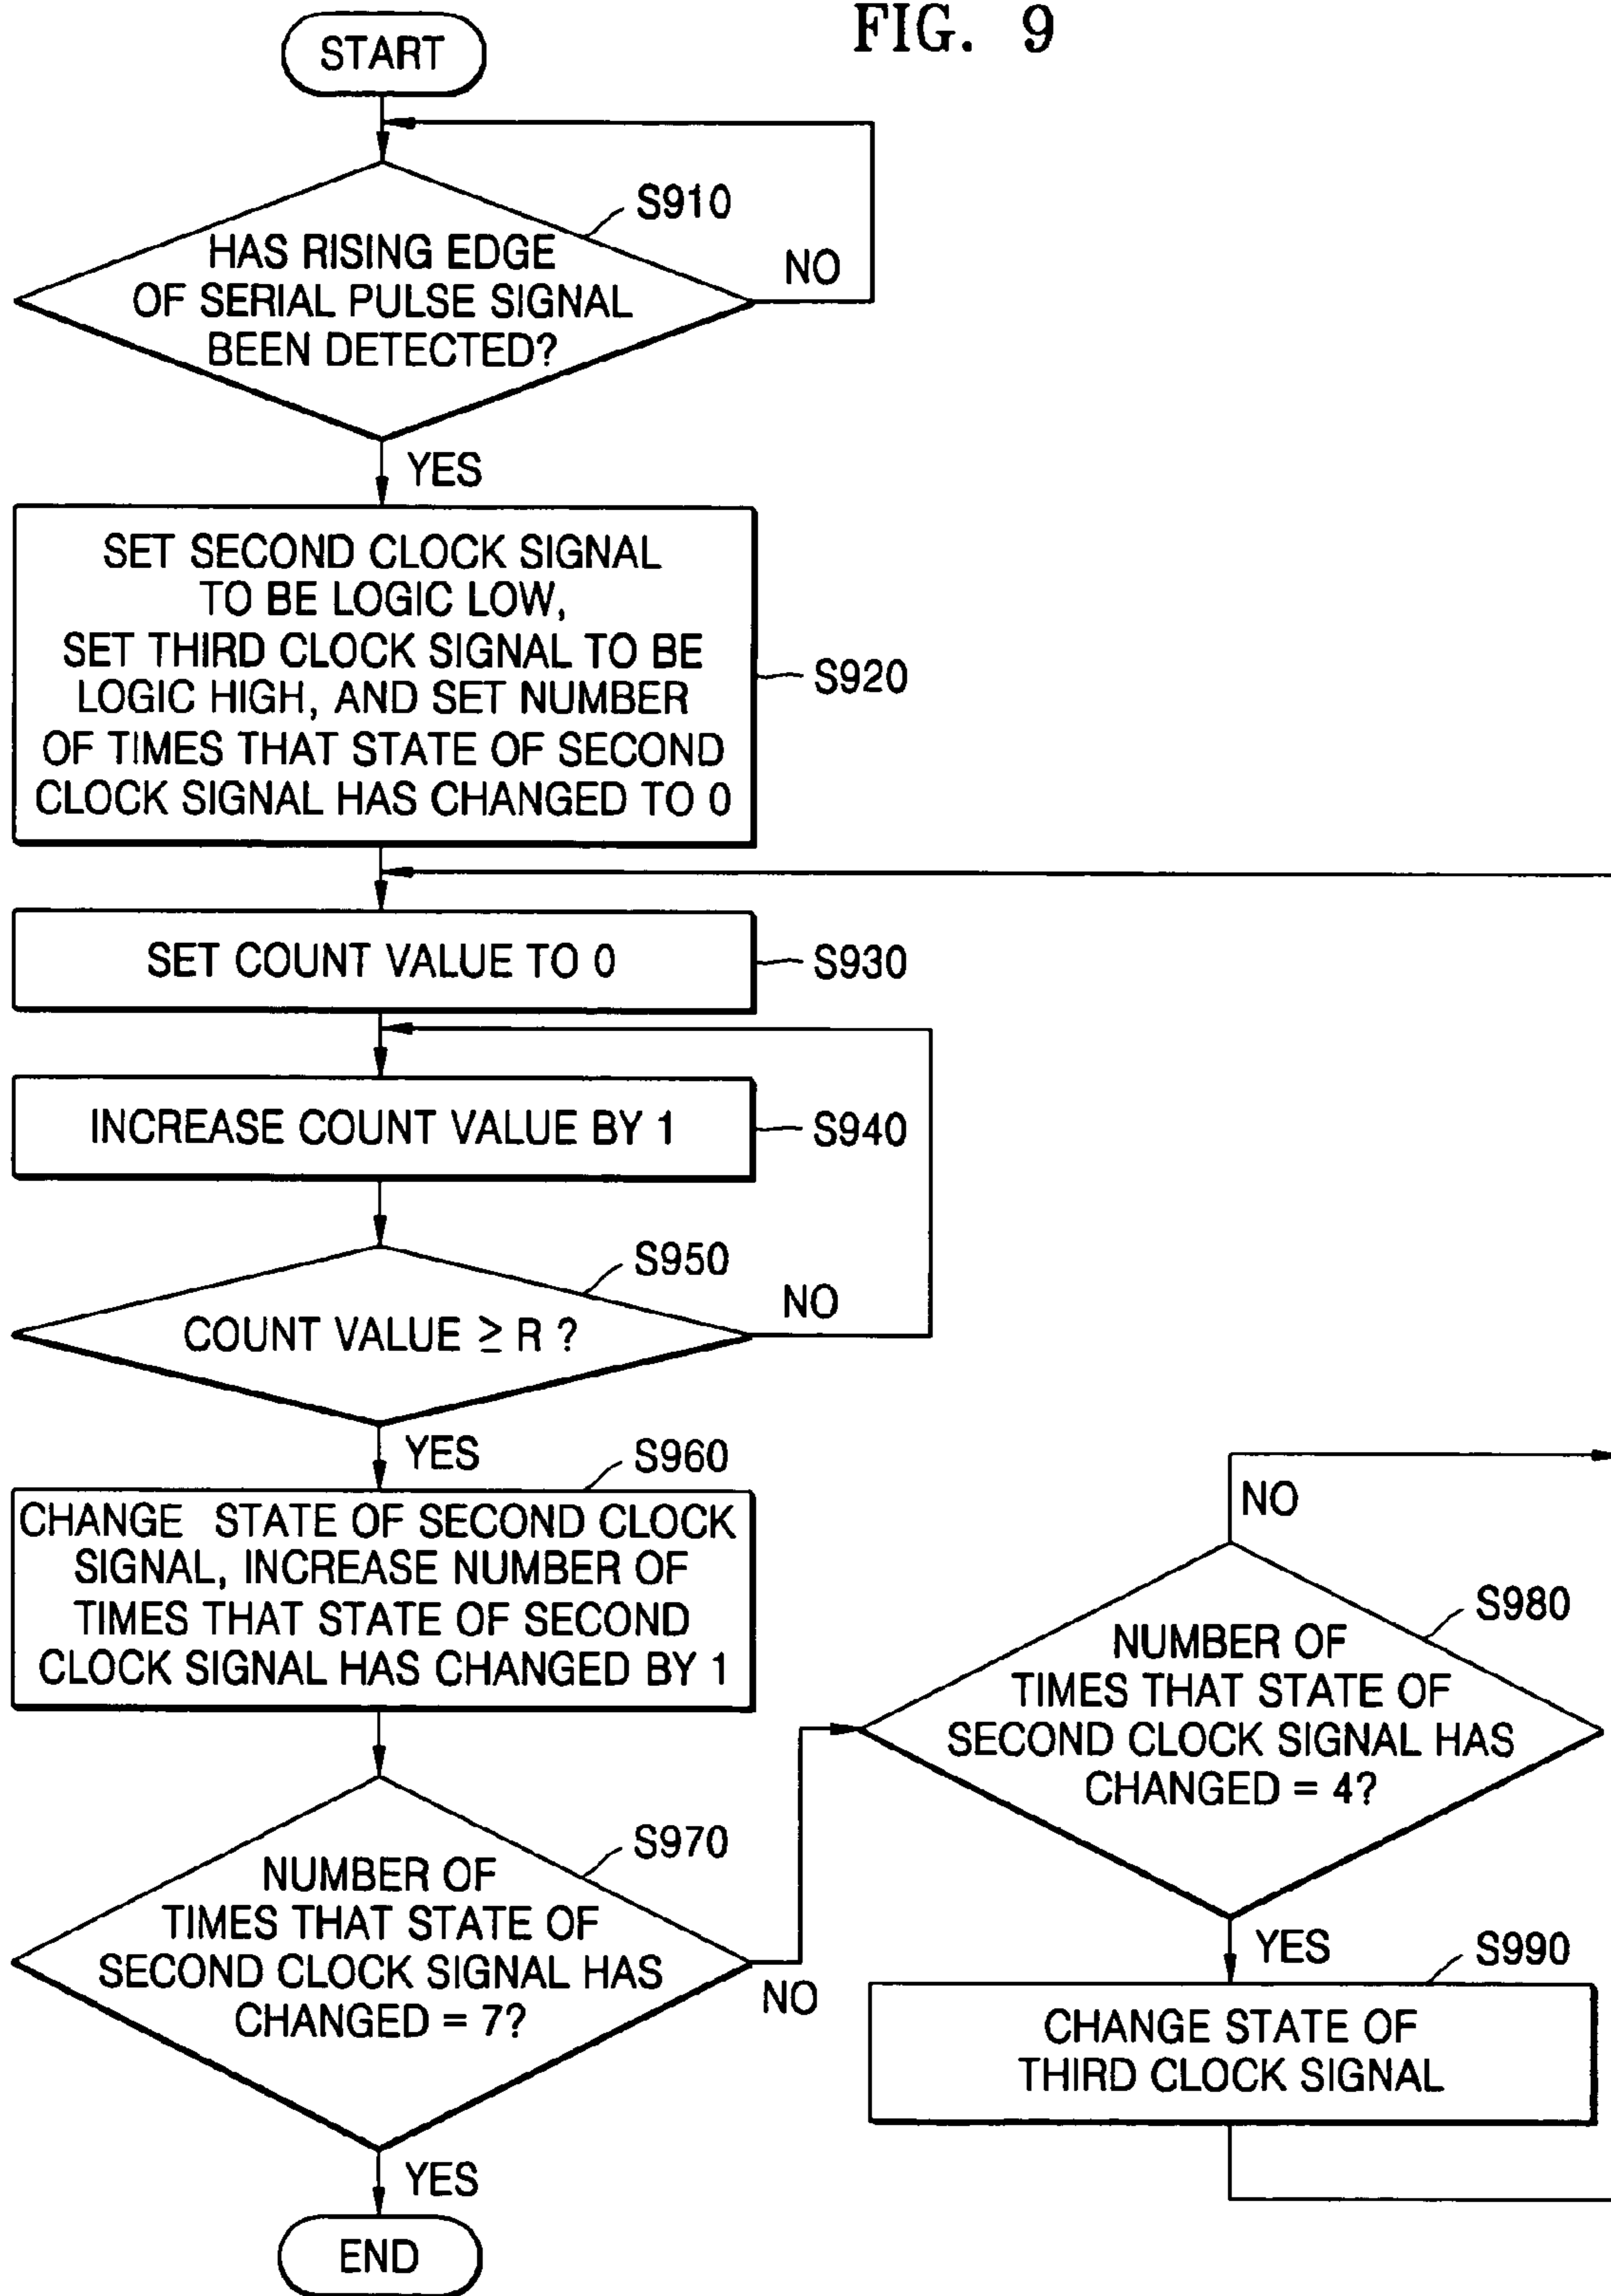 FIG. 9
START
S910
HAS RISING EDGE
OF SERIAL PULSE SIGNAL
BEEN DETECTED?
NO
YES
SET SECOND CLOCK SIGNAL
TO BE LOGIC LOW,
SET THIRD CLOCK SIGNAL TO BE
LOGIC HIGH, AND SET NUMBER
OF TIMES THAT STATE OF SECOND
CLOCK SIGNAL HAS CHANGED TO 0
S920
SET COUNT VALUE TO 0
S930
INCREASE COUNT VALUE BY 1
S940
S950
COUNT VALUE ≥ R ?
NO
YES
S960
CHANGE STATE OF SECOND CLOCK
SIGNAL, INCREASE NUMBER OF
TIMES THAT STATE OF SECOND
CLOCK SIGNAL HAS CHANGED BY 1
S970
NUMBER OF
TIMES THAT STATE OF
SECOND CLOCK SIGNAL HAS
CHANGED = 7?
NO
YES
END
NO
S980
NUMBER OF
TIMES THAT STATE OF
SECOND CLOCK SIGNAL HAS
CHANGED = 4?
YES
S990
CHANGE STATE OF
THIRD CLOCK SIGNAL